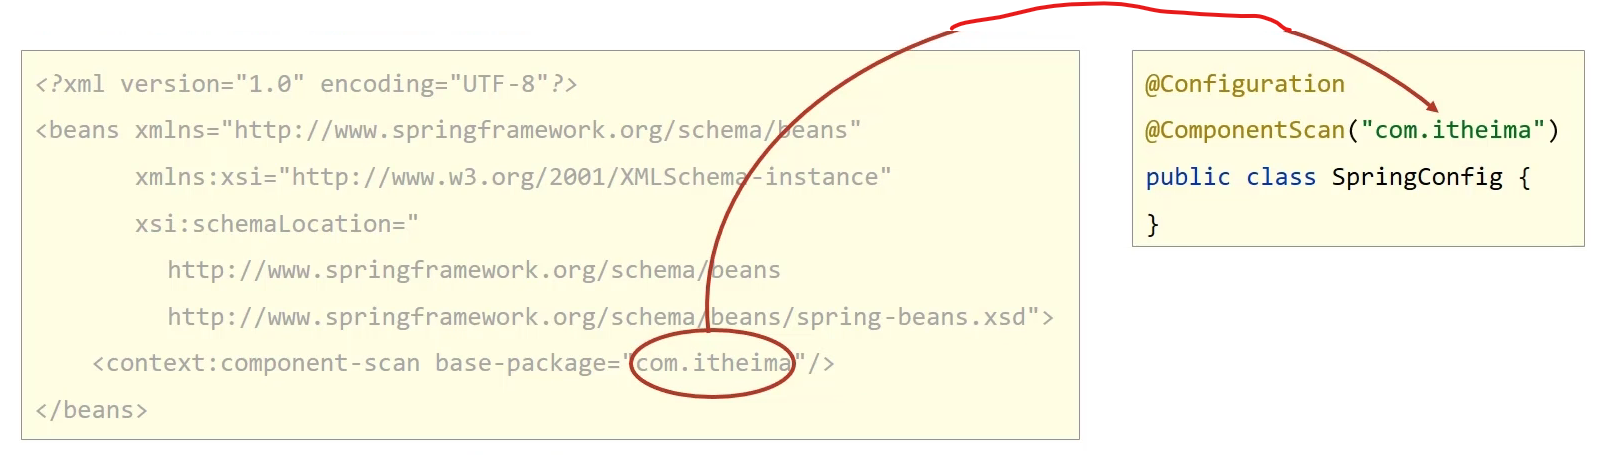 <?xml version="1.0" encoding="UTF-8"?>
<beans xmlns="http://www.springframework.org/schema/beans"
xmlns:xsi="http://www.w3.org/2001/XMLSchema-instance"
xsi:schemaLocation="
http://www.springframework.org/schema/beans
http://www.springframework.org/schema/beans/spring-beans.xsd">
<context:component-scan base-package="com.itheima"/>
</beans>
@Configuration
@ComponentScan("com.itheima")
public class SpringConfig {
}